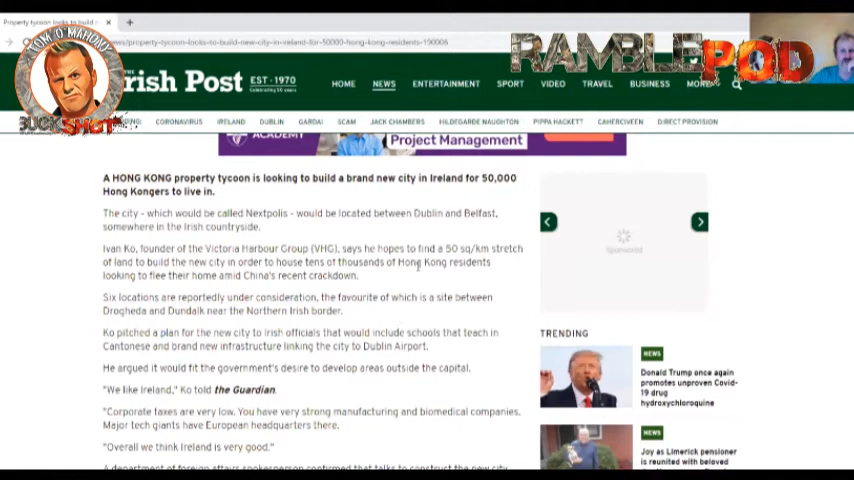 Property tycoon looks to build
news/property-tycoon-looks-to-build-new-city-in-ireland-for-50000-hong-kong-residents-190006
TOM O'MAHONY
BUCKSHOT
RAMBLEPOD
THE
Irish Post
EST-1970
Celebrating 50 years
HOME
NEWS
ENTERTAINMENT
SPORT
VIDEO
TRAVEL
BUSINESS
MORE
CORONAVIRUS
IRELAND
DUBLIN
GARDAI
SCAM
JACK CHAMBERS
HILDEGARDE NAUGHTON
PIPPA HACKETT
CAHERCIVEEN
DIRECT PROVISION
ACADEMY
Project Management
A HONG KONG property tycoon is looking to build a brand new city in Ireland for 50,000
Hong Kongers to live in.
The city - which would be called Nextpolis - would be located between Dublin and Belfast,
somewhere in the Irish countryside.
Ivan Ko, founder of the Victoria Harbour Group (VHG), says he hopes to find a 50 sq/km stretch
of land to build the new city in order to house tens of thousands of Hong Kong residents
looking to flee their home amid China's recent crackdown.
Six locations are reportedly under consideration, the favourite of which is a site between
Drogheda and Dundalk near the Northern Irish border.
Ko pitched a plan for the new city to Irish officials that would include schools that teach in
Cantonese and brand new infrastructure linking the city to Dublin Airport.
He argued it would fit the government's desire to develop areas outside the capital.
"We like Ireland," Ko told the Guardian.
"Corporate taxes are very low. You have very strong manufacturing and biomedical companies.
Major tech giants have European headquarters there.
"Overall we think Ireland is very good."
A department of foreign affairs spokesperson confirmed that talks to construct the new city
TRENDING
NEWS
Donald Trump once again
promotes unproven Covid-
19 drug
hydroxychloroquine
NEWS
Joy as Limerick pensioner
is reunited with beloved